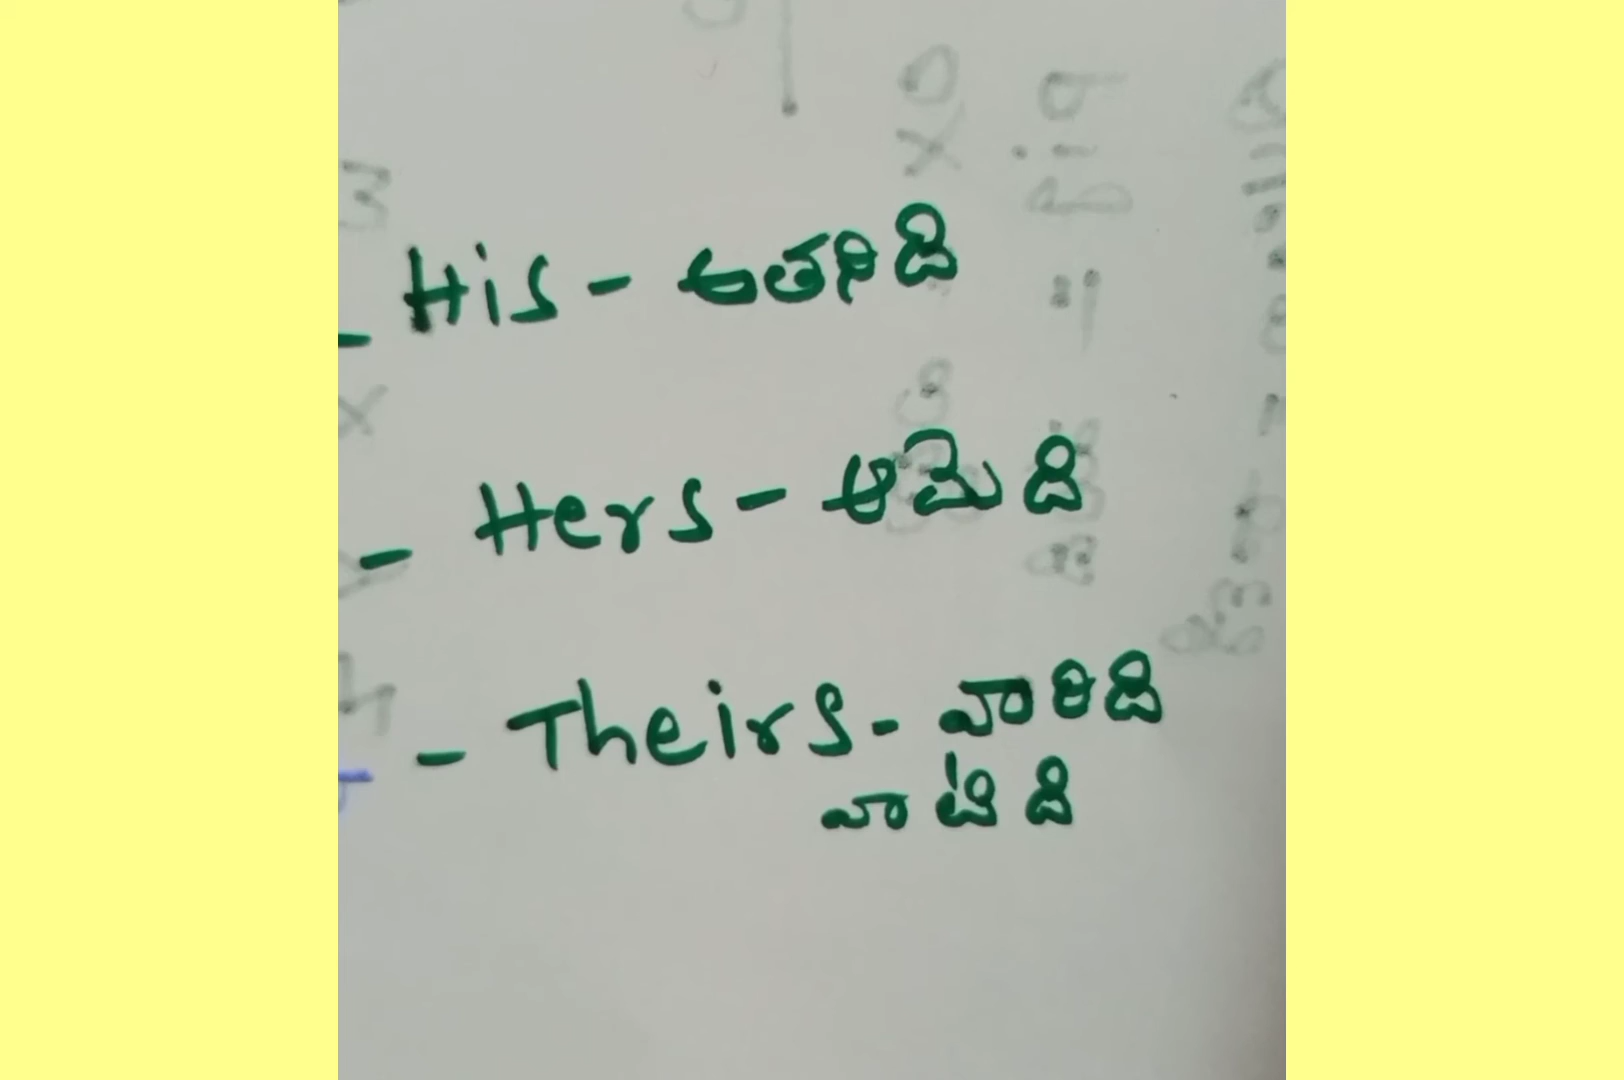 - His - అతనిది
- Hers - ఆమెది
- Theirs - వారిది
వాటిది